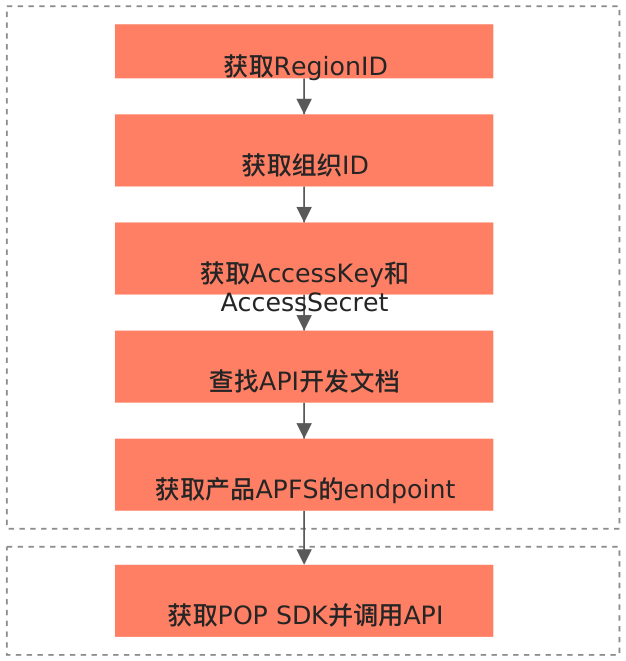 获取RegionID
获取组织ID
获取AccessKey和
AccessSecret
查找API开发文档
获取产品APFS的endpoint
获取POP SDK并调用API